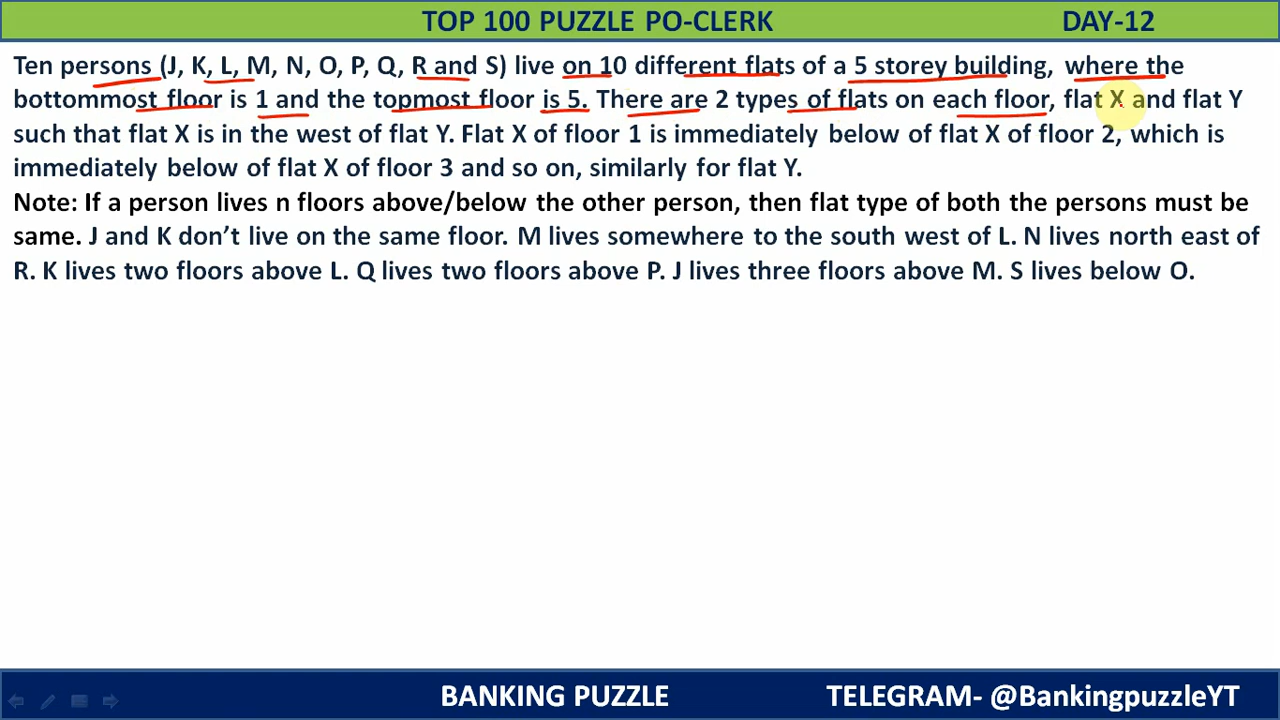 TOP 100 PUZZLE PO-CLERK DAY-12
Ten persons (J, K, L, M, N, O, P, Q, R and S) live on 10 different flats of a 5 storey building, where the
bottommost floor is 1 and the topmost floor is 5. There are 2 types of flats on each floor, flat X and flat Y
such that flat X is in the west of flat Y. Flat X of floor 1 is immediately below of flat X of floor 2, which is
immediately below of flat X of floor 3 and so on, similarly for flat Y.
Note: If a person lives n floors above/below the other person, then flat type of both the persons must be
same. J and K don't live on the same floor. M lives somewhere to the south west of L. N lives north east of
R. K lives two floors above L. Q lives two floors above P. J lives three floors above M. S lives below O.
BANKING PUZZLE TELEGRAM- @BankingpuzzleYT